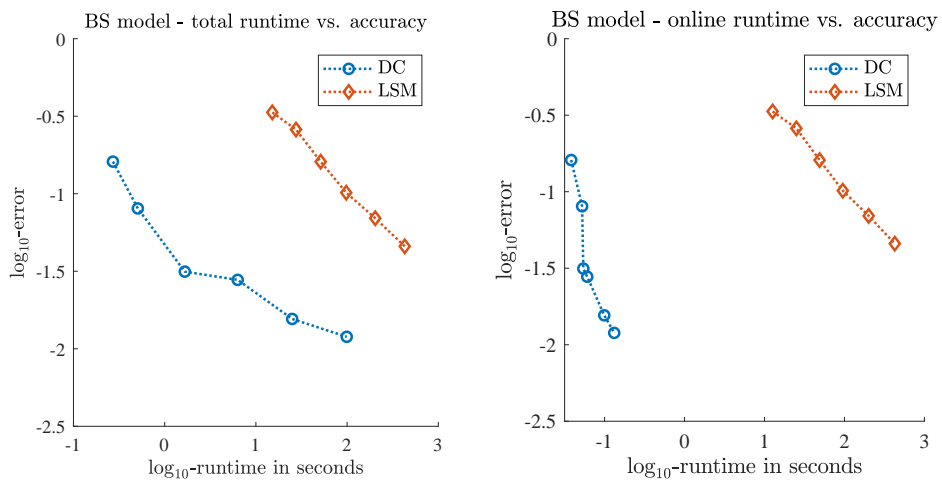 BS model - total runtime vs. accuracy
0
-0.5
-1
-1.5
-2
-2.5
log10-error
DC
LSM
-1
0
1
2
3
log10-runtime in seconds
BS model - online runtime vs. accuracy
0
-0.5
-1
-1.5
-2
-2.5
log10-error
DC
LSM
-1
0
1
2
3
log10-runtime in seconds